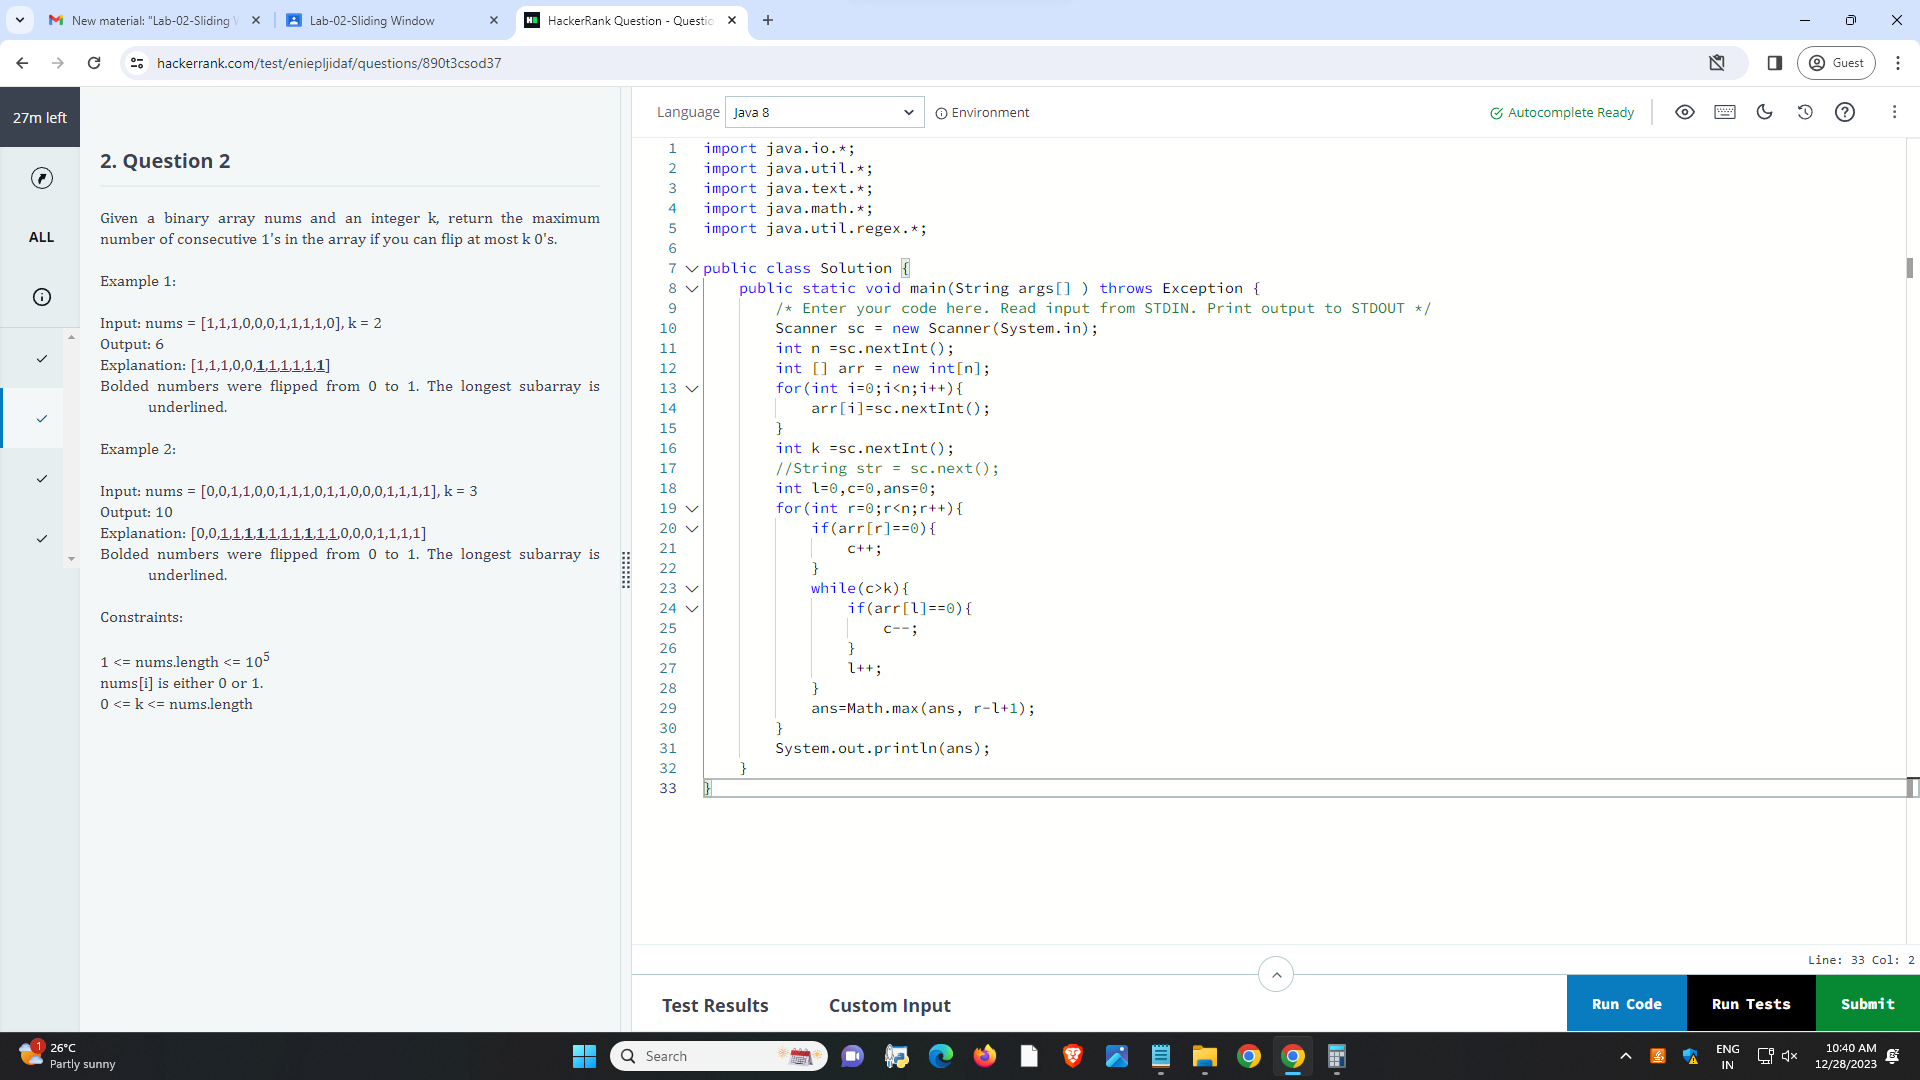 New material: "Lab-02-Sliding W
Lab-02-Sliding Window
HackerRank Question - Questio
hackerrank.com/test/eniepljidaf/questions/890t3csod37
Guest
27m left
ALL
2. Question 2
Given a binary array nums and an integer k, return the maximum
number of consecutive 1's in the array if you can flip at most k 0's.
Example 1:
Input: nums = [1,1,1,0,0,0,1,1,1,1,0], k = 2
Output: 6
Explanation: [1,1,1,0,0,1,1,1,1,1,1]
Bolded numbers were flipped from 0 to 1. The longest subarray is
underlined.
Example 2:
Input: nums = [0,0,1,1,0,0,1,1,1,0,1,1,0,0,0,1,1,1,1], k = 3
Output: 10
Explanation: [0,0,1,1,1,1,1,1,1,1,1,1,0,0,0,1,1,1,1]
Bolded numbers were flipped from 0 to 1. The longest subarray is
underlined.
Constraints:
1 <= nums.length <= 10^5
nums[i] is either 0 or 1.
0 <= k <= nums.length
Language Java 8 Environment Autocomplete Ready
1 import java.io.*;
2 import java.util.*;
3 import java.text.*;
4 import java.math.*;
5 import java.util.regex.*;
6
7 public class Solution {
8 public static void main(String args[] ) throws Exception {
9 /* Enter your code here. Read input from STDIN. Print output to STDOUT */
10 Scanner sc = new Scanner(System.in);
11 int n =sc.nextInt();
12 int [] arr = new int[n];
13 for(int i=0;i<n;i++){
14 arr[i]=sc.nextInt();
15 }
16 int k =sc.nextInt();
17 //String str = sc.next();
18 int l=0,c=0,ans=0;
19 for(int r=0;r<n;r++){
20 if(arr[r]==0){
21 c++;
22 }
23 while(c>k){
24 if(arr[l]==0){
25 c--;
26 }
27 l++;
28 }
29 ans=Math.max(ans, r-l+1);
30 }
31 System.out.println(ans);
32 }
33 }
Line: 33 Col: 2
Test Results Custom Input
Run Code Run Tests Submit
1
26°C
Partly sunny
Search
ENG
IN
10:40 AM
12/28/2023